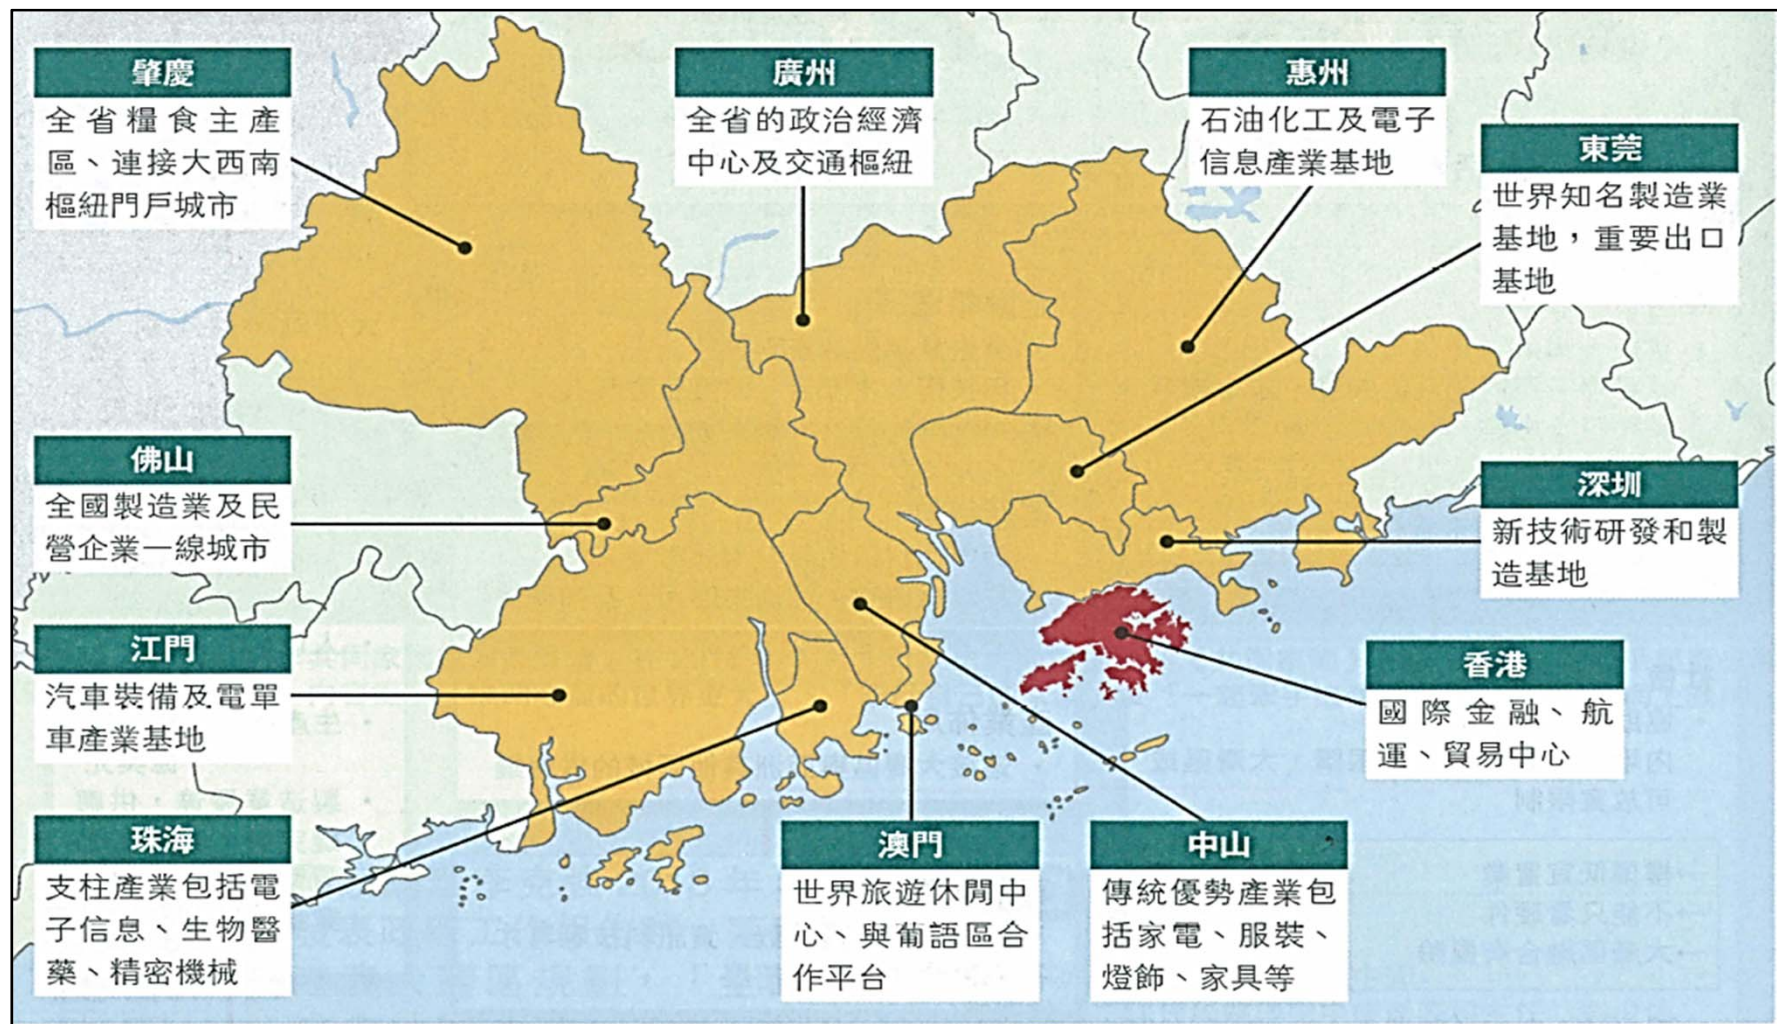 肇慶
全省糧食主產
區、連接大西南
樞紐門戶城市
廣州
全省的政治經濟
中心及交通樞紐
惠州
石油化工及電子
信息產業基地
東莞
世界知名製造業
基地，重要出口
基地
佛山
全國製造業及民
營企業一線城市
深圳
新技術研發和製
造基地
江門
汽車裝備及電單
車產業基地
香港
國際金融、航
運、貿易中心
珠海
支柱產業包括電
子信息、生物醫
藥、精密機械
澳門
世界旅遊休閒中
心、與葡語區合
作平台
中山
傳統優勢產業包
括家電、服裝、
燈飾、家具等